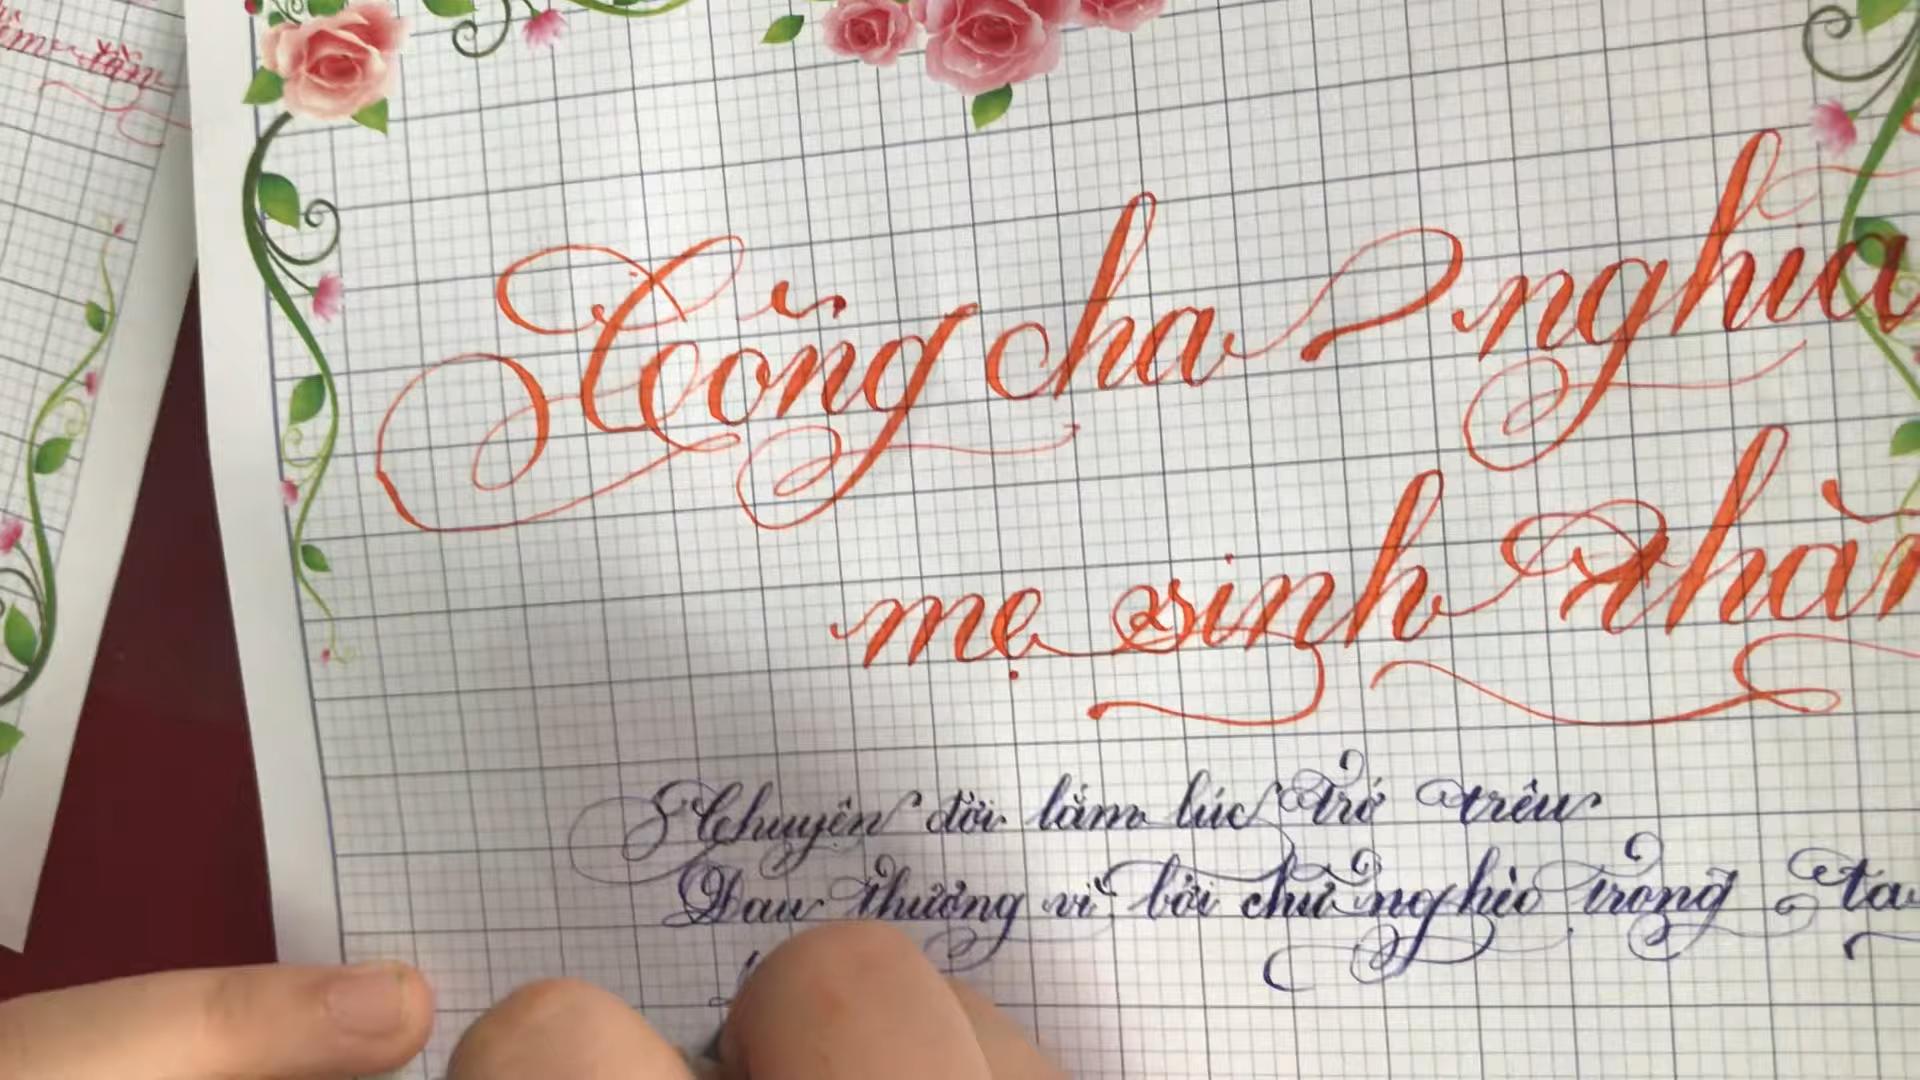 Công cha nghĩa
mẹ sinh
Chuyện đời lắm lúc trớ trêu
Đau thương vì bởi chữ nghèo trong ta